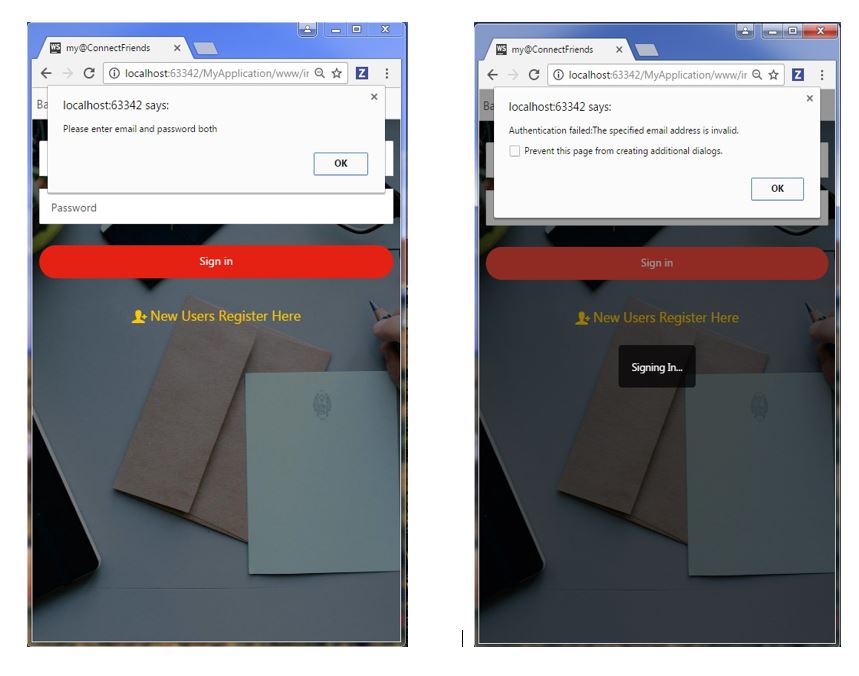 my@ConnectFriends
localhost:63342/MyApplication/www/ir
Z
Ba
localhost:63342 says:
Please enter email and password both
OK
Password
Sign in
New Users Register Here
my@ConnectFriends
localhost:63342/MyApplication/www/ir
Z
Ba
localhost:63342 says:
Authentication failed:The specified email address is invalid.
Prevent this page from creating additional dialogs.
OK
Sign in
New Users Register Here
Signing In...